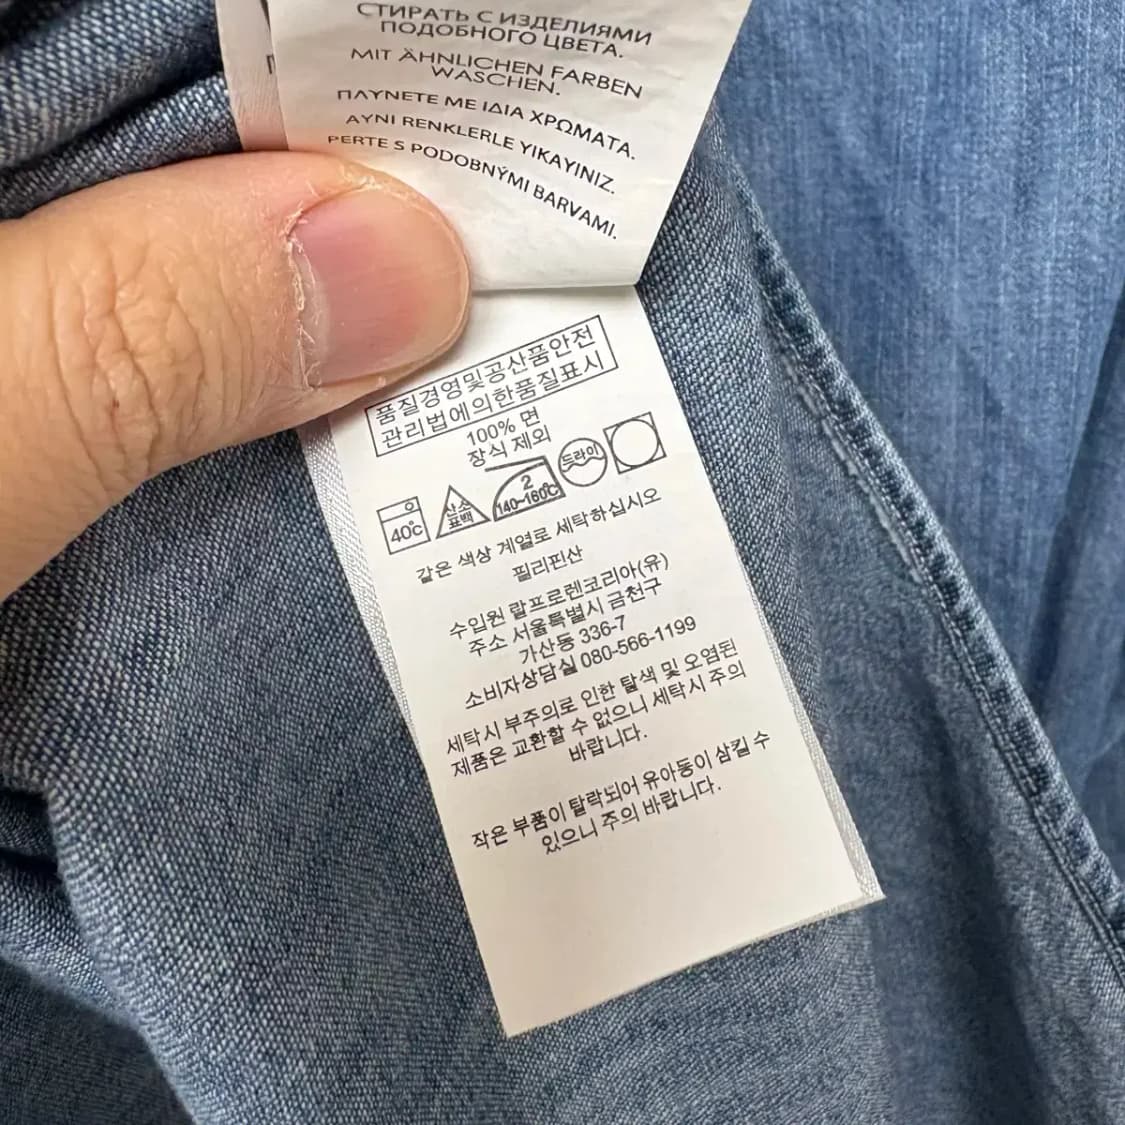 СТИРАТЬ С ИЗДЕЛИЯМИ
ПОДОБНОГО ЦВЕТА.
MIT ÄHNLICHEN FARBEN
WASCHEN.
ΠΛΥΝΕΤΕ ΜΕ ΙΔΙΑ ΧΡΩΜΑΤΑ.
AYNI RENKLERLE YIKAYINIZ.
PERTE S PODOBNÝMI BARVAMI.
품질경영및공산품안전
관리법에의한품질표시
100% 면
장식 제외
40℃
산소
표백
2
140~160℃
드라이
같은 색상 계열로 세탁하십시오
필리핀산
수입원 랄프로렌코리아(유)
주소 서울특별시 금천구
가산동 336-7
소비자상담실 080-566-1199
세탁시 부주의로 인한 탈색 및 오염된
제품은 교환할 수 없으니 세탁시 주의
바랍니다.
작은 부품이 탈락되어 유아동이 삼킬 수
있으니 주의 바랍니다.